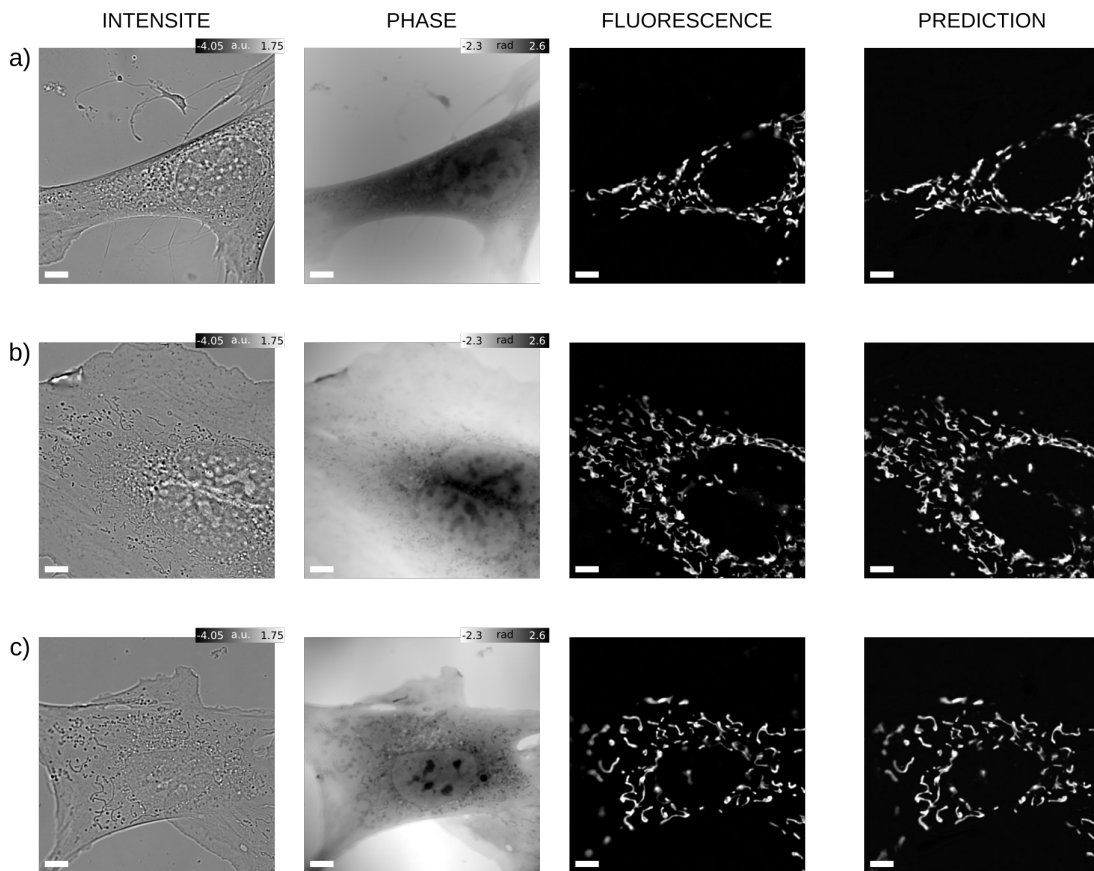 INTENSITE PHASE FLUORESCENCE PREDICTION
a) -4.05 a.u. 1.75 -2.3 rad 2.6
b) -4.05 a.u. 1.75 -2.3 rad 2.6
c) -4.05 a.u. 1.75 -2.3 rad 2.6